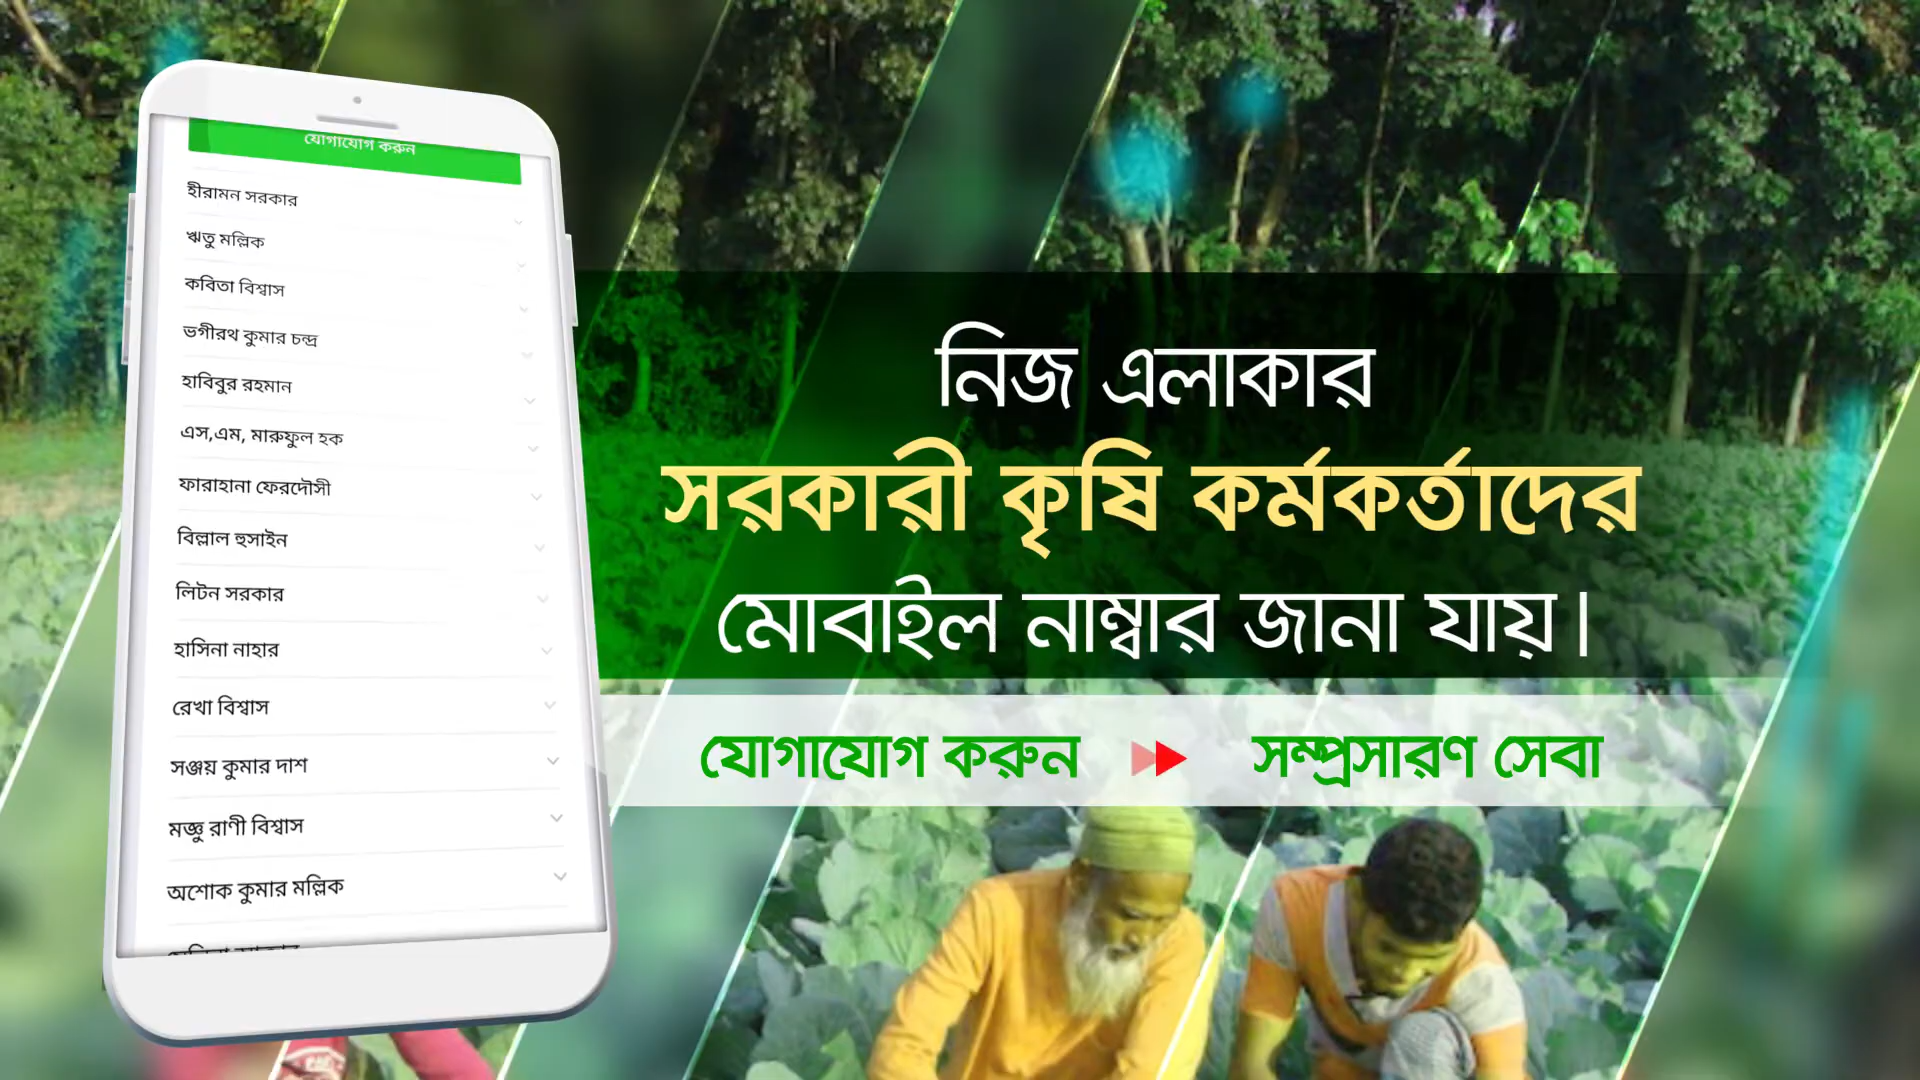 যোগাযোগ করুন
হীরামন সরকার
ঋতু মল্লিক
কবিতা বিশ্বাস
ভগীরথ কুমার চন্দ্র
হাবিবুর রহমান
এস,এম, মারুফুল হক
ফারাহানা ফেরদৌসী
বিল্লাল হুসাইন
লিটন সরকার
হাসিনা নাহার
রেখা বিশ্বাস
সঞ্জয় কুমার দাশ
মজ্ঞু রাণী বিশ্বাস
অশোক কুমার মল্লিক
নিজ এলাকার
সরকারী কৃষি কর্মকর্তাদের
মোবাইল নাম্বার জানা যায়।
যোগাযোগ করুন সম্প্রসারণ সেবা